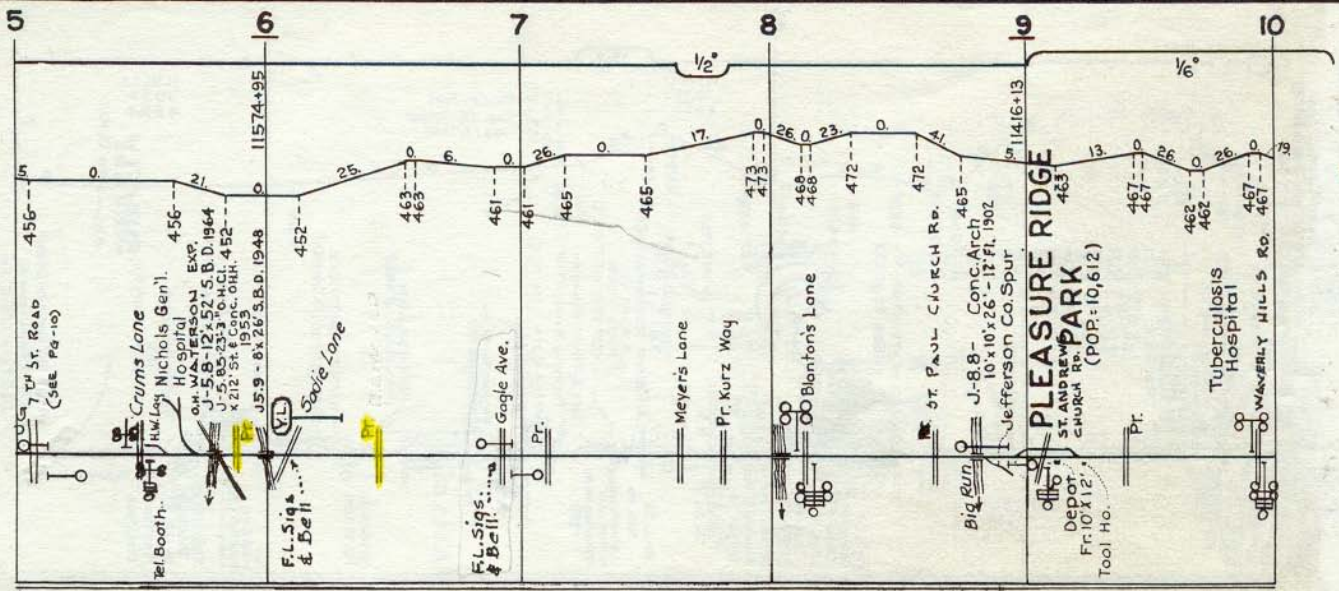 5 6 7 8 9 10
1/2° 1/6°
11574+95
11416+13
5. 0. 21. 0. 25. 0. 6. 0. 26. 0. 17. 0. 26. 0. 23. 0. 41. 5. 13. 0. 26. 0. 26. 0. 19.
456 456 452 452 463 463 461 461 465 465 473 473 468 468 472 472 465 463 467 467 462 462 467 467
UG
7TH ST. ROAD
(SEE PG-10)
Crums Lane
H.W. Lay
Nichols Gen'l.
Hospital
O.H. WATERSON EXP.
J-5.8-12'x52' S.B.D. 1964
J-5.85-23'3" O.H.Cl.
x 212' St. & Conc. O.H.H.
1953
Pr.
J5.9-8'x26' S.B.D. 1948
Y.L.
Sadie Lane
Pr.
Gagle Ave.
Pr.
Meyer's Lane
Pr. Kurz Way
Blanton's Lane
ST. PAUL CHURCH RD.
J.-8.8- Conc. Arch
10'x10'x26'-12' Fl. 1902
Jefferson Co. Spur
PLEASURE RIDGE
PARK
ST. ANDREWS
CHURCH RD.
(POP.: 10,612)
Pr.
Tuberculosis
Hospital
WAVERLY HILLS RD.
Tel. Booth
F.L. Sigs
& Bell
F.L. Sigs.
& Bell
Big Run
Depot
Fr. 10'x12'
Tool Ho.